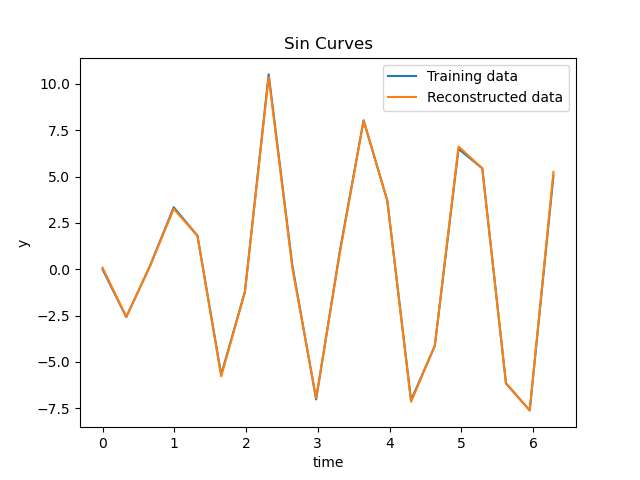 Sin Curves
Training data
Reconstructed data
10.0
7.5
5.0
2.5
0.0
−2.5
−5.0
−7.5
y
0 1 2 3 4 5 6
time